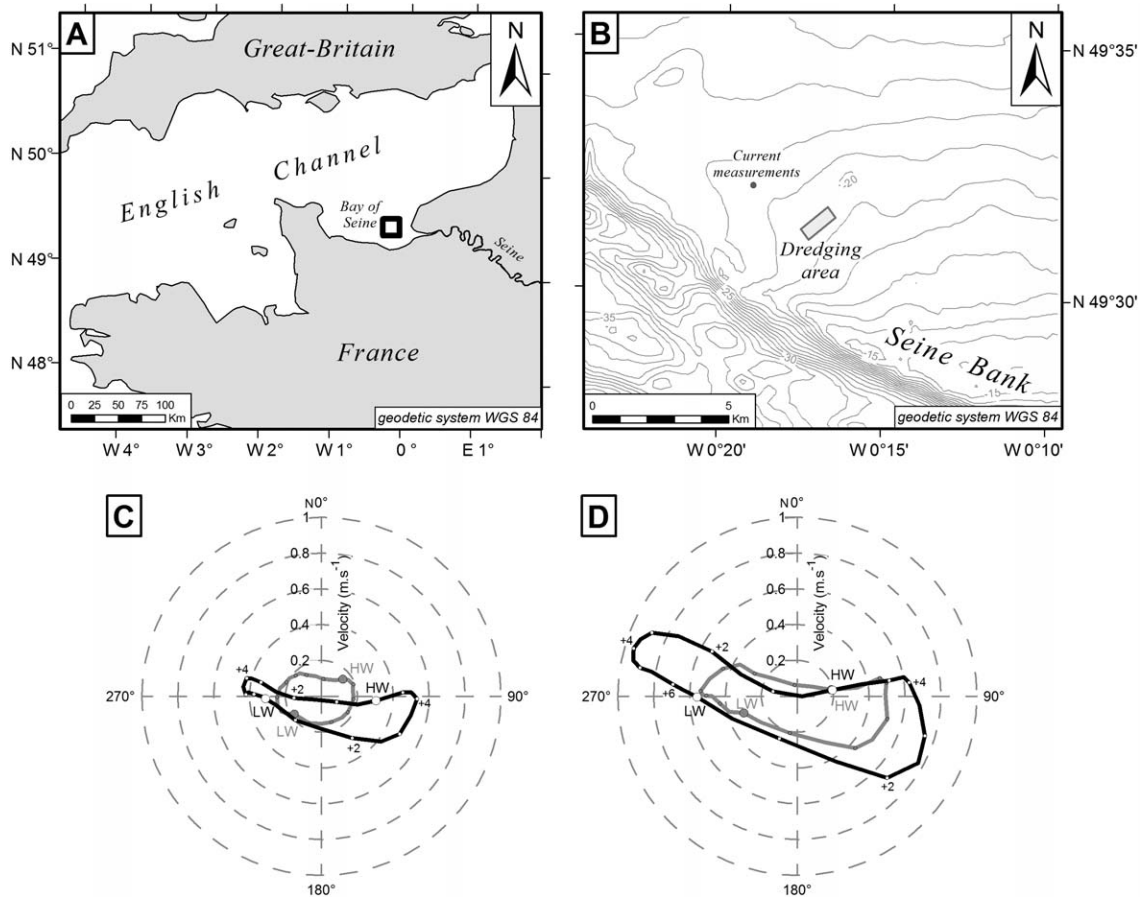 A
Great-Britain
N
N 51°
N 50°
N 49°
N 48°
English
Channel
Bay of
Seine
Seine
France
0 25 50 75 100
Km
geodetic system WGS 84
W 4° W 3° W 2° W 1° 0° E 1°
B
N
N 49°35'
N 49°30'
Current
measurements
-20
Dredging
area
-25
-35
-30
-15
-15
Seine Bank
0 5
Km
geodetic system WGS 84
W 0°20' W 0°15' W 0°10'
C
N 0°
1
0.8
0.6
0.4
0.2
Velocity (m.s-1)
270°
90°
180°
+4
+2
HW
HW
LW
LW
+4
+2
D
N 0°
1
0.8
0.6
0.4
0.2
Velocity (m.s-1)
270°
90°
180°
+4
+2
+6
LW
LW
HW
HW
+4
+2